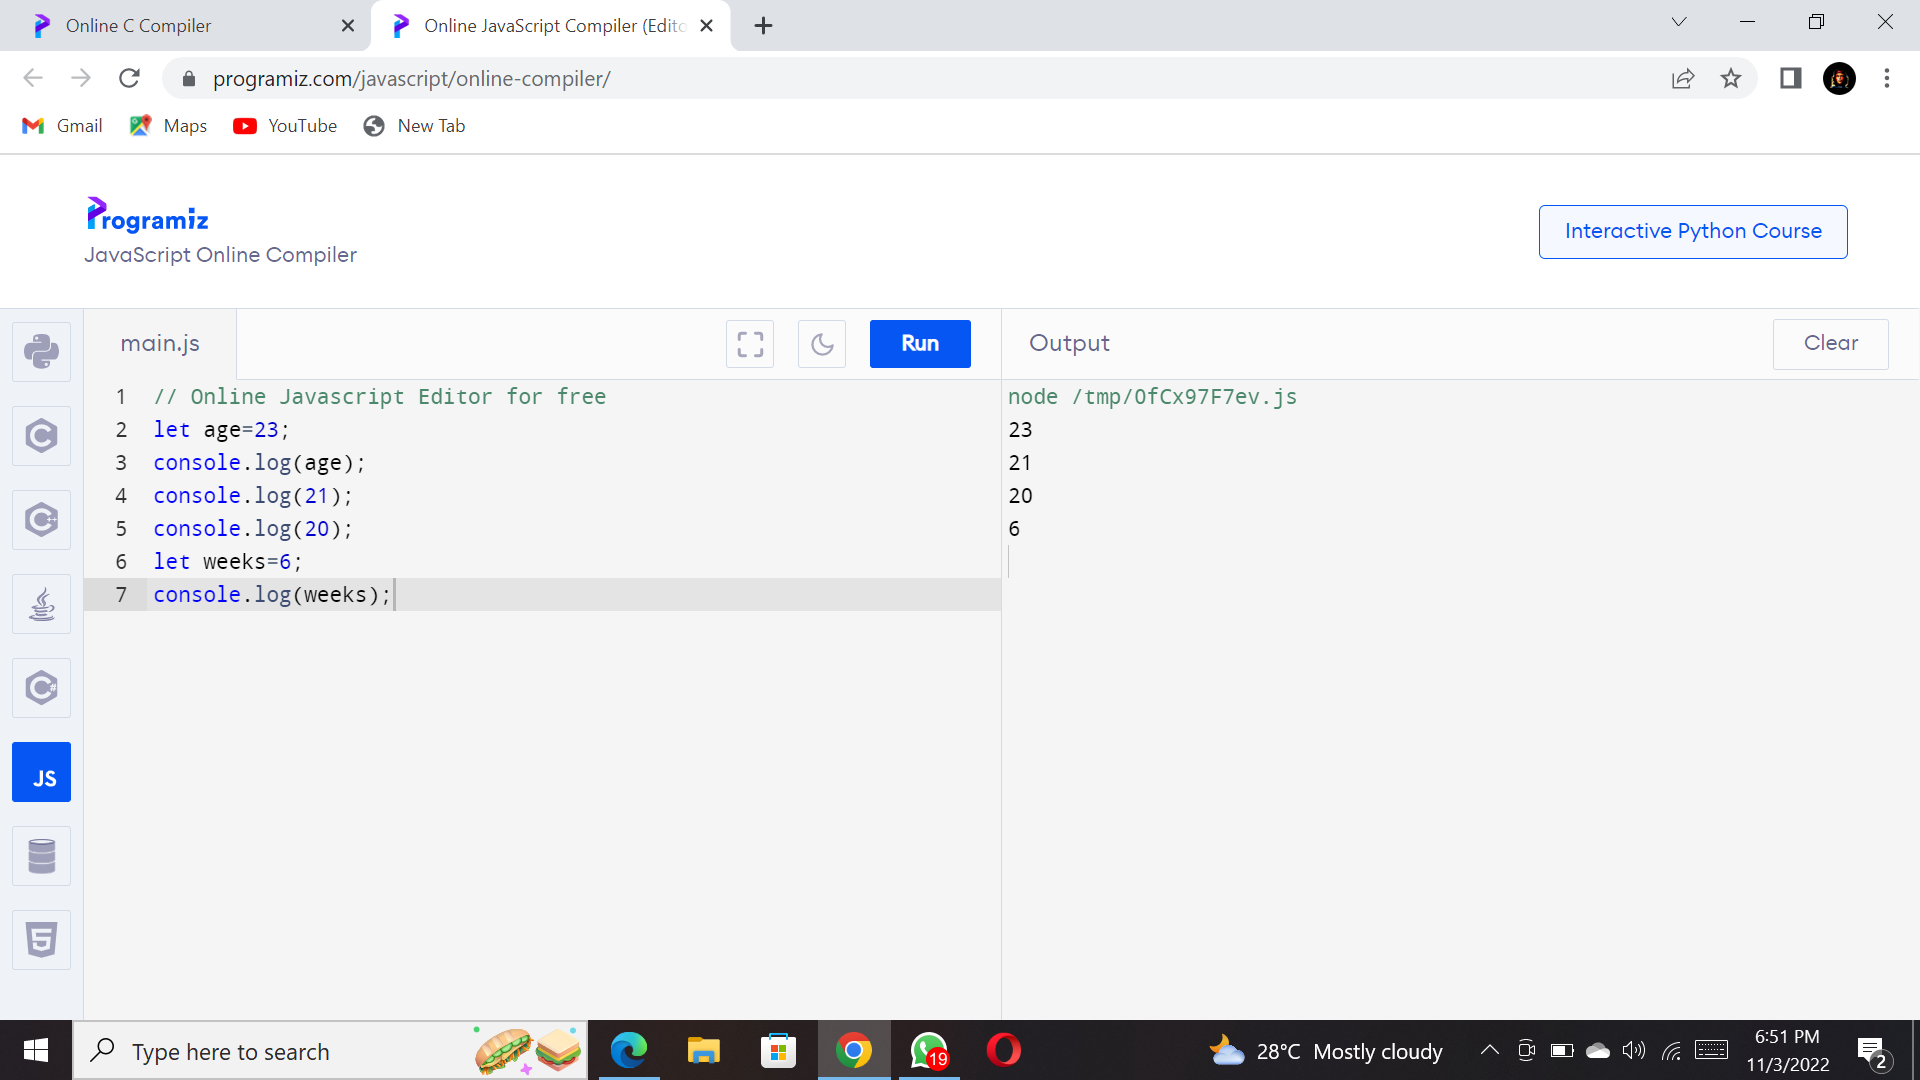 Online C Compiler
Online JavaScript Compiler (Edito
programiz.com/javascript/online-compiler/
Gmail
Maps
YouTube
New Tab
Programiz
JavaScript Online Compiler
Interactive Python Course
main.js
Run
Output
Clear
1 // Online Javascript Editor for free
2 let age=23;
3 console.log(age);
4 console.log(21);
5 console.log(20);
6 let weeks=6;
7 console.log(weeks);
node /tmp/OfCx97F7ev.js
23
21
20
6
JS
Type here to search
19
28°C Mostly cloudy
6:51 PM
11/3/2022
2